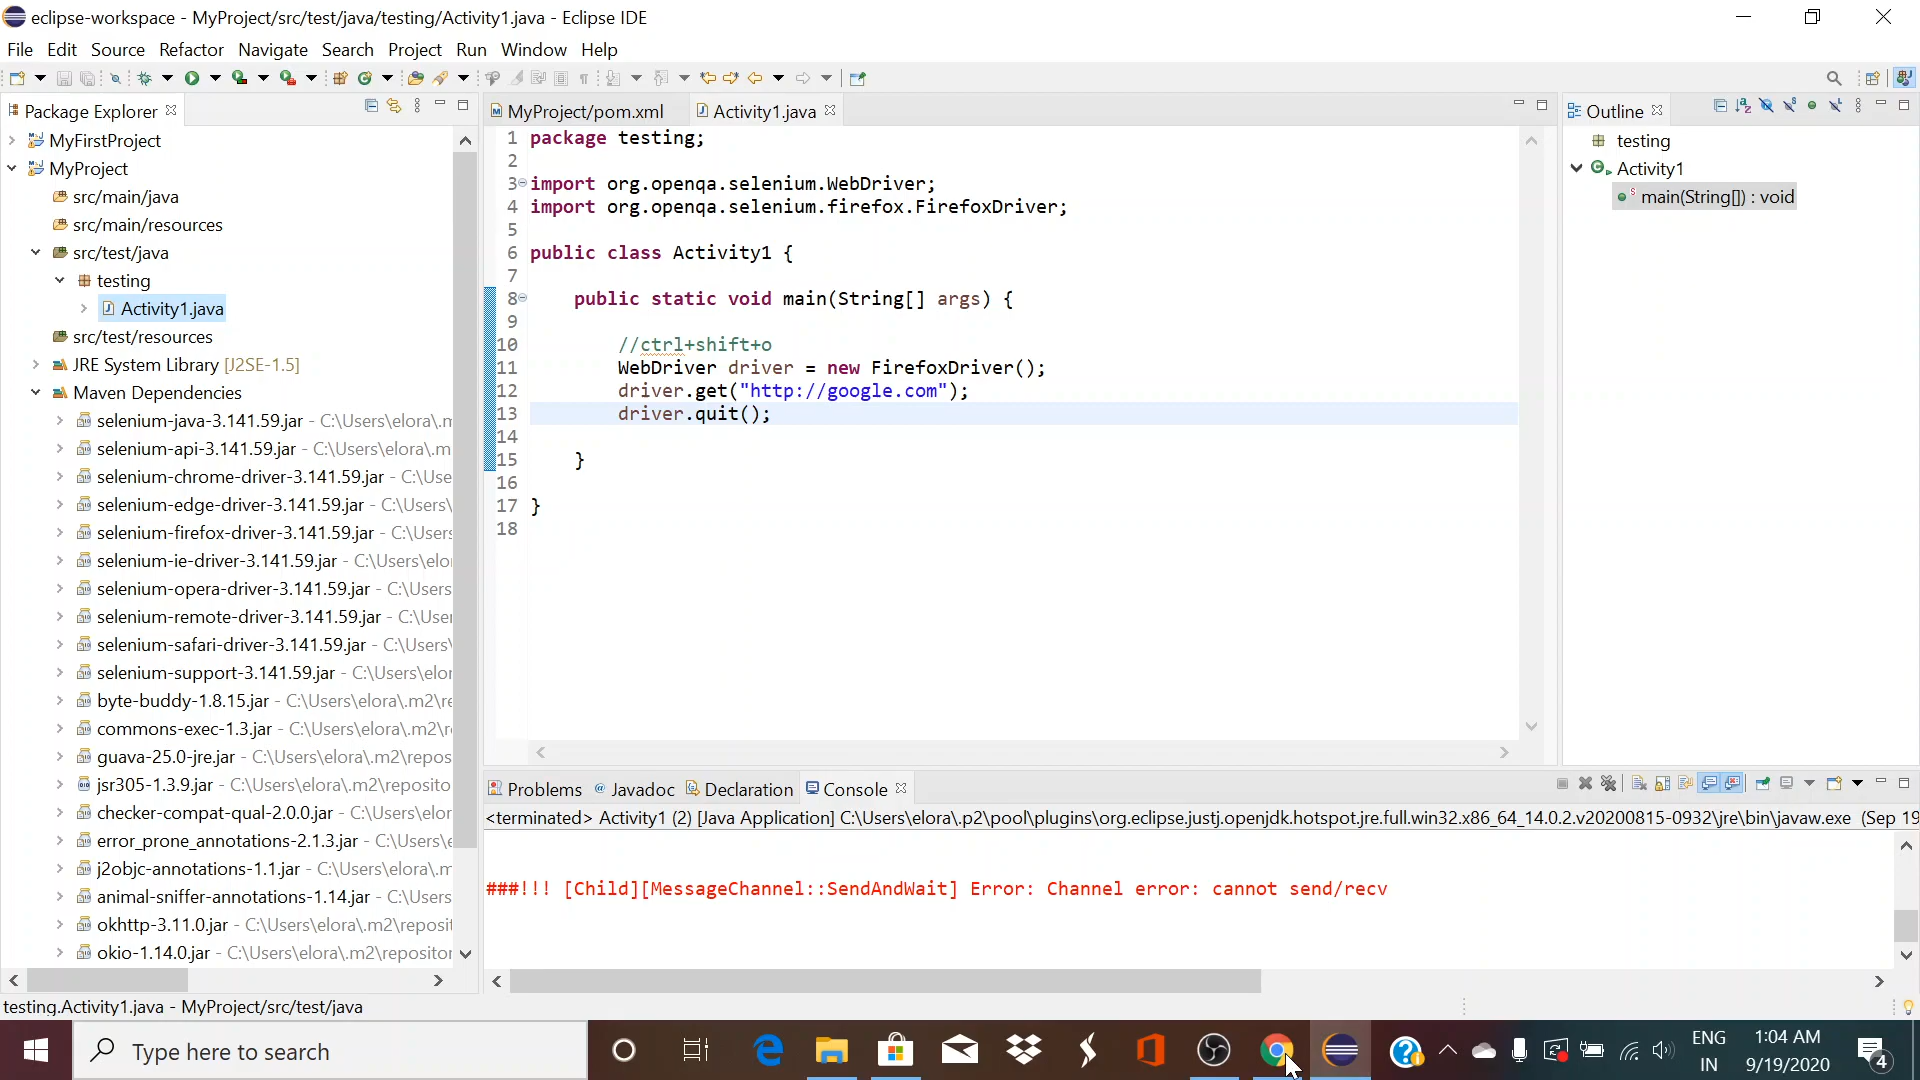 eclipse-workspace - MyProject/src/test/java/testing/Activity1.java - Eclipse IDE
File Edit Source Refactor Navigate Search Project Run Window Help
Package Explorer
MyFirstProject
MyProject
src/main/java
src/main/resources
src/test/java
testing
Activity1.java
src/test/resources
JRE System Library [J2SE-1.5]
Maven Dependencies
selenium-java-3.141.59.jar - C:\Users\elora\.m
selenium-api-3.141.59.jar - C:\Users\elora\.m
selenium-chrome-driver-3.141.59.jar - C:\Use
selenium-edge-driver-3.141.59.jar - C:\Users\
selenium-firefox-driver-3.141.59.jar - C:\Users
selenium-ie-driver-3.141.59.jar - C:\Users\elo
selenium-opera-driver-3.141.59.jar - C:\Users
selenium-remote-driver-3.141.59.jar - C:\User
selenium-safari-driver-3.141.59.jar - C:\Users\
selenium-support-3.141.59.jar - C:\Users\elor
byte-buddy-1.8.15.jar - C:\Users\elora\.m2\re
commons-exec-1.3.jar - C:\Users\elora\.m2\r
guava-25.0-jre.jar - C:\Users\elora\.m2\repos
jsr305-1.3.9.jar - C:\Users\elora\.m2\reposito
checker-compat-qual-2.0.0.jar - C:\Users\elor
error_prone_annotations-2.1.3.jar - C:\Users\e
j2objc-annotations-1.1.jar - C:\Users\elora\.m
animal-sniffer-annotations-1.14.jar - C:\Users
okhttp-3.11.0.jar - C:\Users\elora\.m2\reposit
okio-1.14.0.jar - C:\Users\elora\.m2\repositor
MyProject/pom.xml Activity1.java
1 package testing;
2
3 import org.openqa.selenium.WebDriver;
4 import org.openqa.selenium.firefox.FirefoxDriver;
5
6 public class Activity1 {
7
8 public static void main(String[] args) {
9
10 //ctrl+shift+o
11 WebDriver driver = new FirefoxDriver();
12 driver.get("http://google.com");
13 driver.quit();
14
15 }
16
17 }
18
Outline
testing
Activity1
main(String[]) : void
Problems Javadoc Declaration Console
<terminated> Activity1 (2) [Java Application] C:\Users\elora\.p2\pool\plugins\org.eclipse.justj.openjdk.hotspot.jre.full.win32.x86_64_14.0.2.v20200815-0932\jre\bin\javaw.exe (Sep 19
###!!! [Child][MessageChannel::SendAndWait] Error: Channel error: cannot send/recv
testing.Activity1.java - MyProject/src/test/java
Type here to search
ENG
IN
1:04 AM
9/19/2020
4